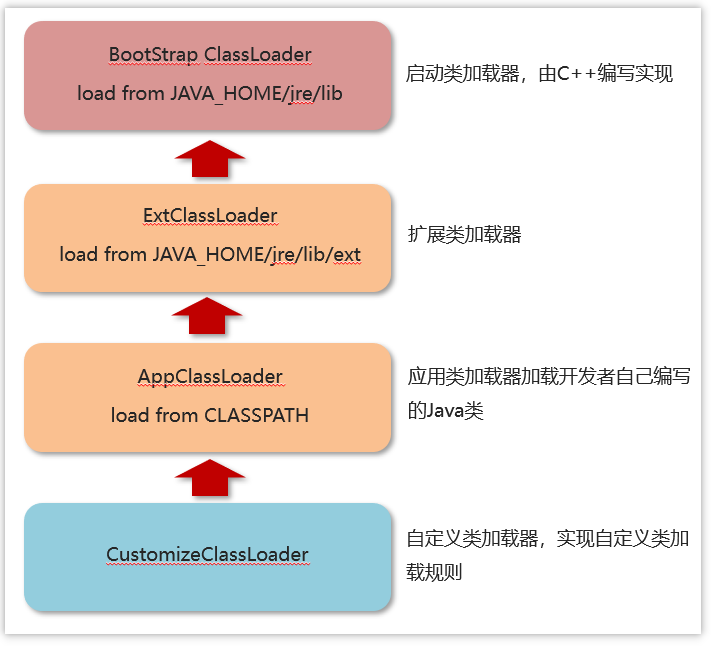 BootStrap ClassLoader
load from JAVA_HOME/jre/lib
启动类加载器，由C++编写实现
ExtClassLoader
load from JAVA_HOME/jre/lib/ext
扩展类加载器
AppClassLoader
load from CLASSPATH
应用类加载器加载开发者自己编写
的Java类
CustomizeClassLoader
自定义类加载器，实现自定义类加
载规则